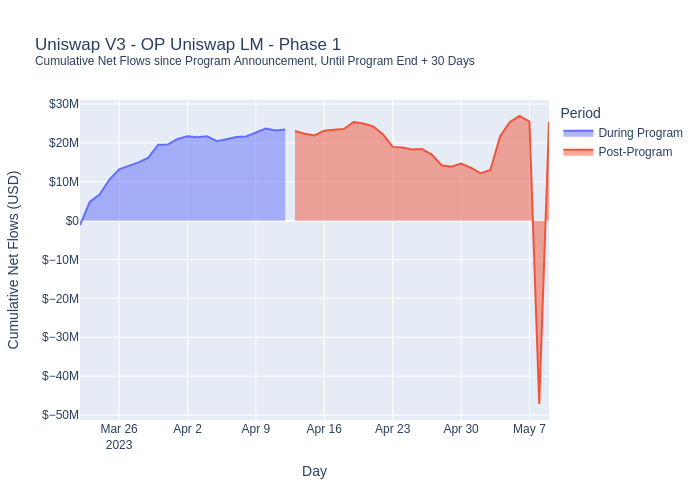 Uniswap V3 - OP Uniswap LM - Phase 1
Cumulative Net Flows since Program Announcement, Until Program End + 30 Days
Period
During Program
Post-Program
Cumulative Net Flows (USD)
$30M
$20M
$10M
$0
$−10M
$−20M
$−30M
$−40M
$−50M
Mar 26
2023
Apr 2
Apr 9
Apr 16
Apr 23
Apr 30
May 7
Day